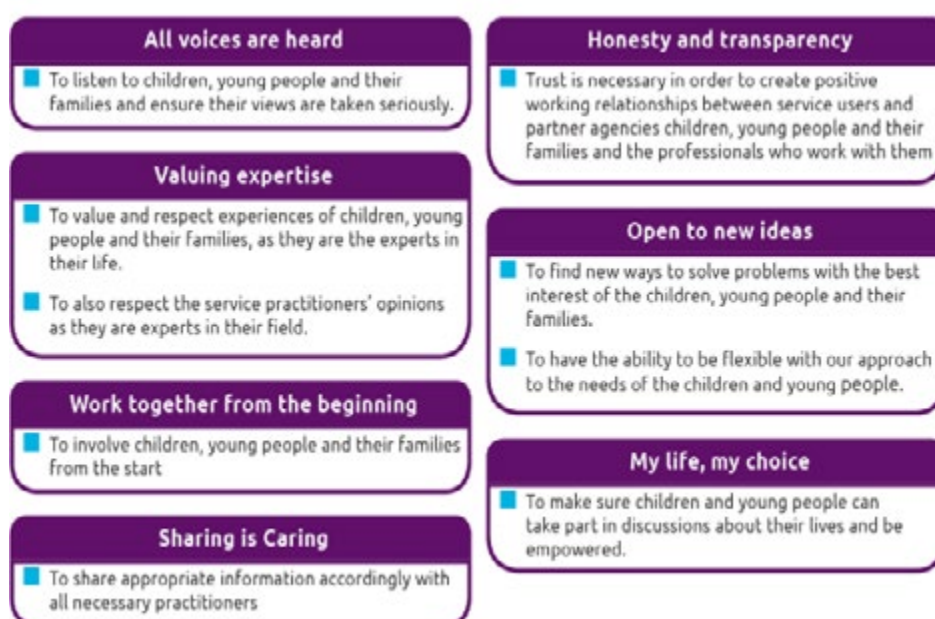 All voices are heard
To listen to children, young people and their
families and ensure their views are taken seriously.
Valuing expertise
To value and respect experiences of children, young
people and their families, as they are the experts in
their life.
To also respect the service practitioners' opinions
as they are experts in their field.
Work together from the beginning
To involve children, young people and their families
from the start
Sharing is Caring
To share appropriate information accordingly with
all necessary practitioners
Honesty and transparency
Trust is necessary in order to create positive
working relationships between service users and
partner agencies children, young people and their
families and the professionals who work with them
Open to new ideas
To find new ways to solve problems with the best
interest of the children, young people and their
families.
To have the ability to be flexible with our approach
to the needs of the children and young people.
My life, my choice
To make sure children and young people can
take part in discussions about their lives and be
empowered.